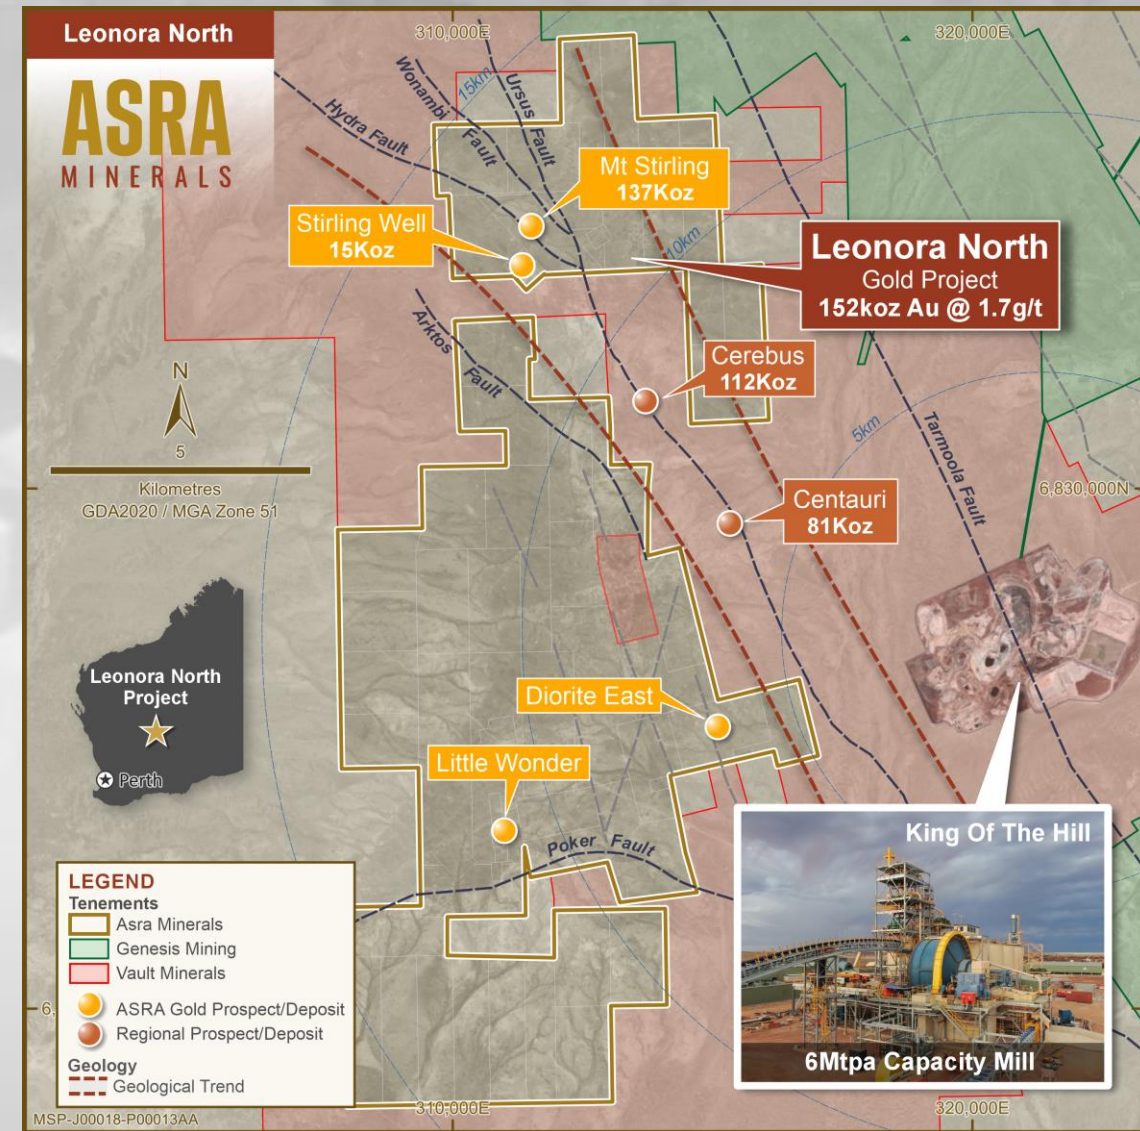 Leonora North
ASRA
MINERALS
310,000E
320,000E
15km
Hydra Fault
Wonambi Fault
Ursus Fault
Mt Stirling
137Koz
Stirling Well
15Koz
10km
Leonora North
Gold Project
152koz Au @ 1.7g/t
Arktos Fault
Cerebus
112Koz
5km
Tarmoola Fault
N
5
Kilometres
GDA2020 / MGA Zone 51
6,830,000N
Centauri
81Koz
Leonora North
Project
Perth
Diorite East
Little Wonder
Poker Fault
King Of The Hill
6Mtpa Capacity Mill
LEGEND
Tenements
Asra Minerals
Genesis Mining
Vault Minerals
ASRA Gold Prospect/Deposit
Regional Prospect/Deposit
Geology
Geological Trend
6,
MSP-J00018-P00013AA
310,000E
320,000E